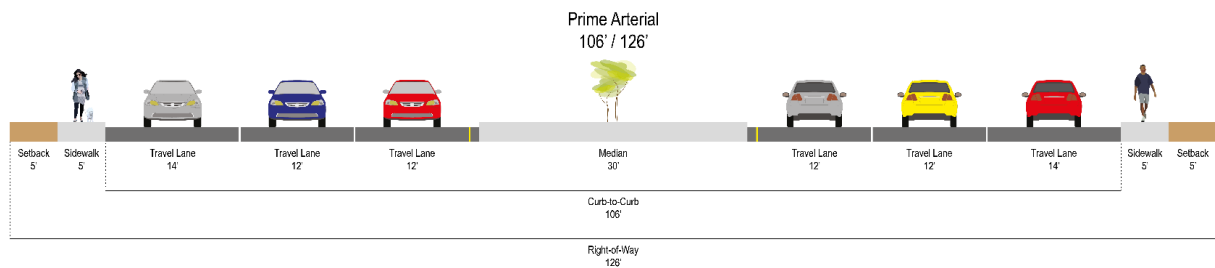 Prime Arterial
106’ / 126’
Setback
5’
Sidewalk
5’
Travel Lane
14’
Travel Lane
12’
Travel Lane
12’
Median
30’
Travel Lane
12’
Travel Lane
12’
Travel Lane
14’
Sidewalk
5’
Setback
5’
Curb-to-Curb
106’
Right-of-Way
126’